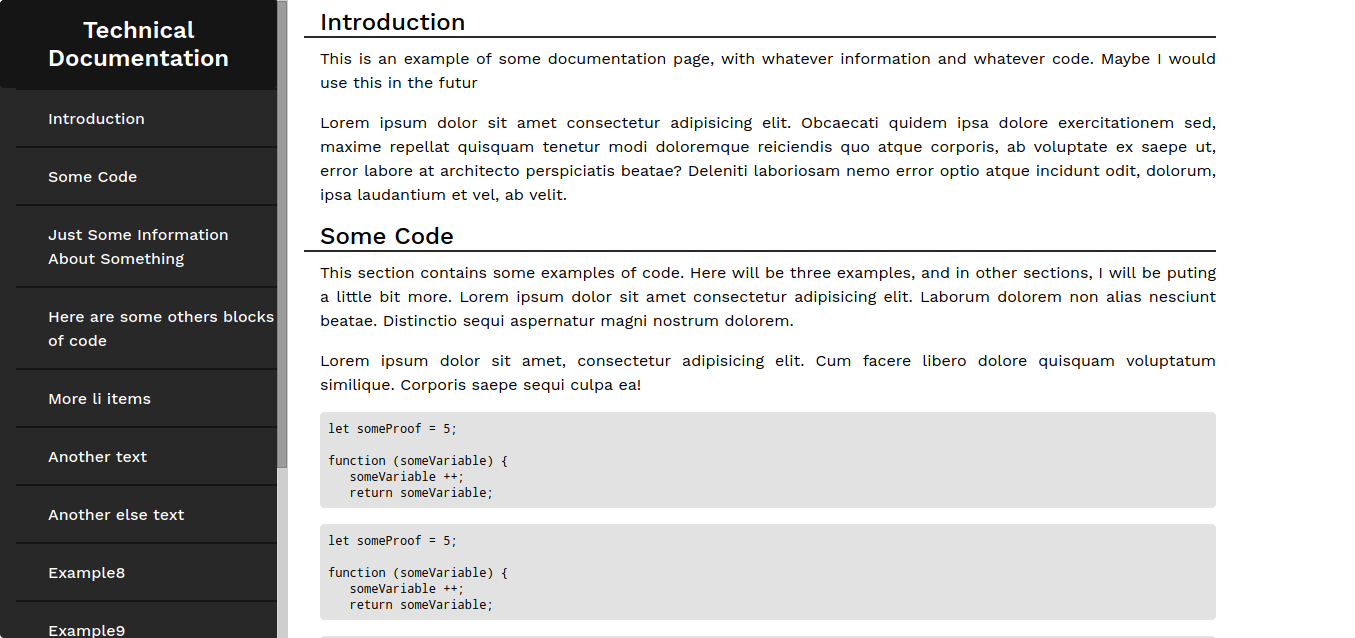 Technical
Documentation
Introduction
Some Code
Just Some Information
About Something
Here are some others blocks
of code
More li items
Another text
Another else text
Example8
Example9
Introduction
This is an example of some documentation page, with whatever information and whatever code. Maybe I would
use this in the futur
Lorem ipsum dolor sit amet consectetur adipisicing elit. Obcaecati quidem ipsa dolore exercitationem sed,
maxime repellat quisquam tenetur modi doloremque reiciendis quo atque corporis, ab voluptate ex saepe ut,
error labore at architecto perspiciatis beatae? Deleniti laboriosam nemo error optio atque incidunt odit, dolorum,
ipsa laudantium et vel, ab velit.
Some Code
This section contains some examples of code. Here will be three examples, and in other sections, I will be puting
a little bit more. Lorem ipsum dolor sit amet consectetur adipisicing elit. Laborum dolorem non alias nesciunt
beatae. Distinctio sequi aspernatur magni nostrum dolorem.
Lorem ipsum dolor sit amet, consectetur adipisicing elit. Cum facere libero dolore quisquam voluptatum
similique. Corporis saepe sequi culpa ea!
let someProof = 5;
function (someVariable) {
someVariable ++;
return someVariable;
let someProof = 5;
function (someVariable) {
someVariable ++;
return someVariable;